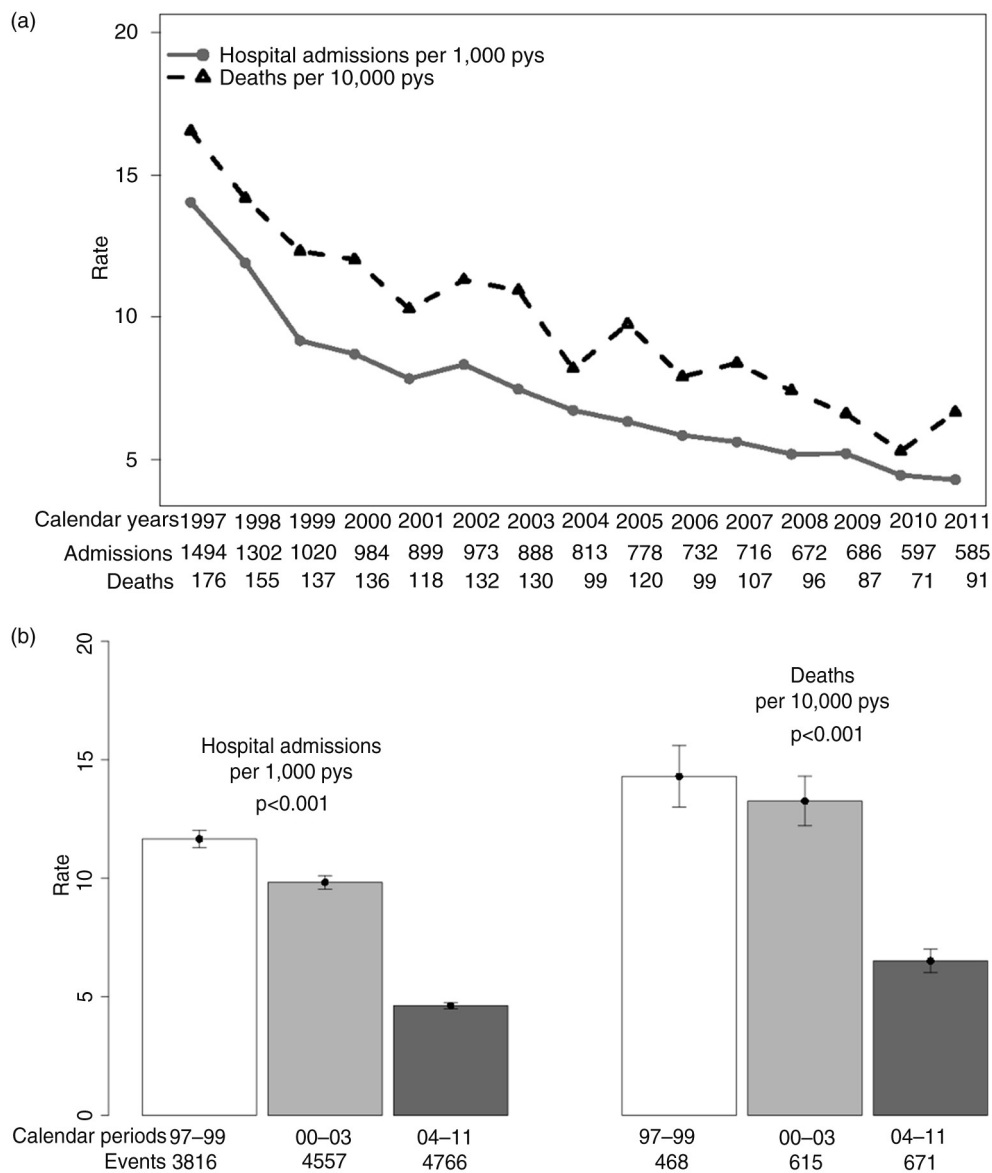 (a)
20
Hospital admissions per 1,000 pys
Deaths per 10,000 pys
15
Rate
10
5
Calendar years 1997 1998 1999 2000 2001 2002 2003 2004 2005 2006 2007 2008 2009 2010 2011
Admissions 1494 1302 1020 984 899 973 888 813 778 732 716 672 686 597 585
Deaths 176 155 137 136 118 132 130 99 120 99 107 96 87 71 91
(b)
20
Deaths
per 10,000 pys
p<0.001
Hospital admissions
per 1,000 pys
p<0.001
15
Rate
10
5
0
Calendar periods 97–99 00–03 04–11 97–99 00–03 04–11
Events 3816 4557 4766 468 615 671